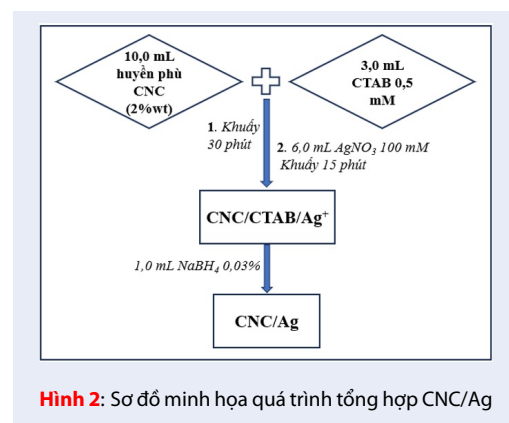 10,0 mL
huyền phù
CNC
(2%wt)
3,0 mL
CTAB 0,5
mM
1. Khuấy
30 phút
2. 6,0 mL AgNO₃ 100 mM
Khuấy 15 phút
CNC/CTAB/Ag⁺
1,0 mL NaBH₄ 0,03%
CNC/Ag
Hình 2: Sơ đồ minh họa quá trình tổng hợp CNC/Ag